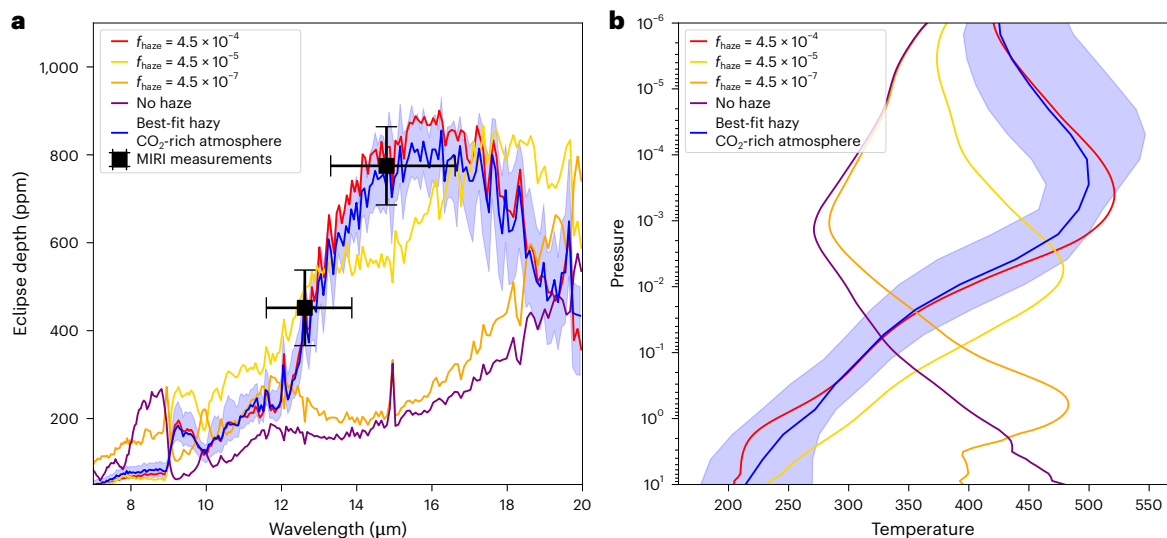 a
1,000
800
600
400
200
Eclipse depth (ppm)
f_haze = 4.5 × 10⁻⁴
f_haze = 4.5 × 10⁻⁵
f_haze = 4.5 × 10⁻⁷
No haze
Best-fit hazy
CO₂-rich atmosphere
MIRI measurements
8 10 12 14 16 18 20
Wavelength (μm)
b
10⁻⁶
10⁻⁵
10⁻⁴
10⁻³
10⁻²
10⁻¹
10⁰
10¹
Pressure
f_haze = 4.5 × 10⁻⁴
f_haze = 4.5 × 10⁻⁵
f_haze = 4.5 × 10⁻⁷
No haze
Best-fit hazy
CO₂-rich atmosphere
200 250 300 350 400 450 500 550
Temperature